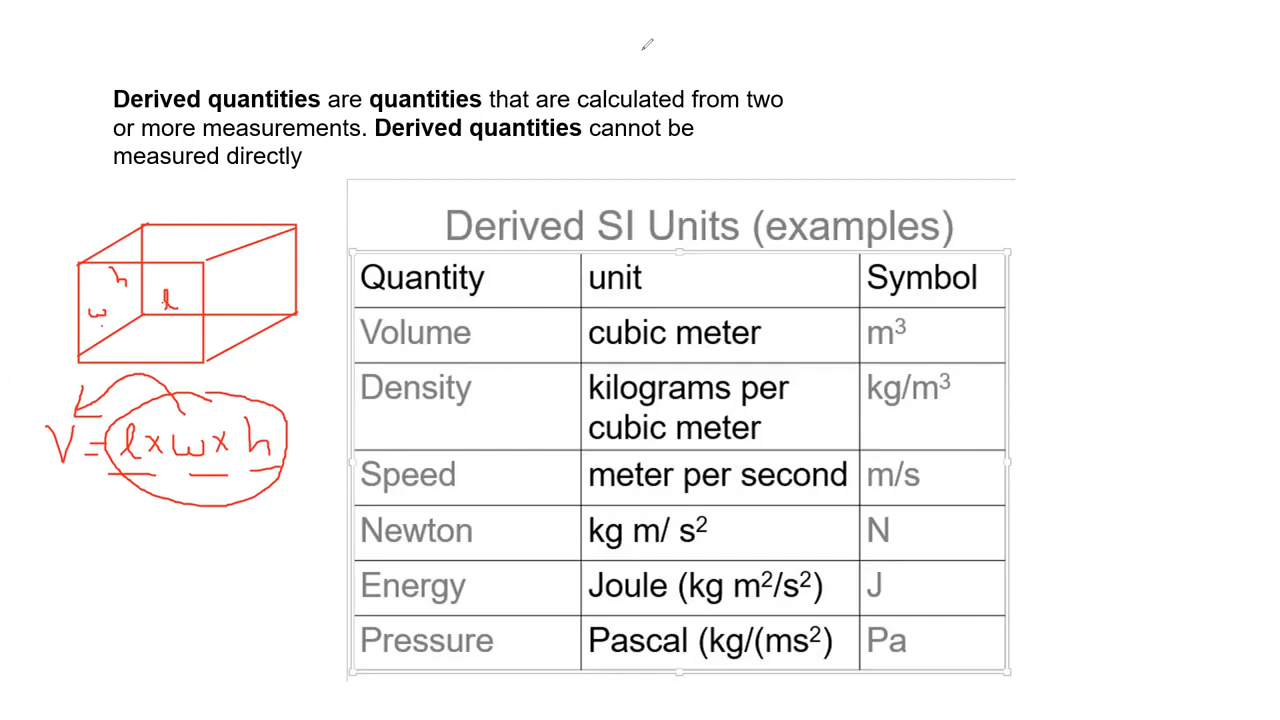 Derived quantities are quantities that are calculated from two
or more measurements. Derived quantities cannot be
measured directly
Derived SI Units (examples)
Quantity unit Symbol
Volume cubic meter m³
Density kilograms per cubic meter kg/m³
Speed meter per second m/s
Newton kg m/ s² N
Energy Joule (kg m²/s²) J
Pressure Pascal (kg/(ms²) Pa
h
l
w
V = l x w x h